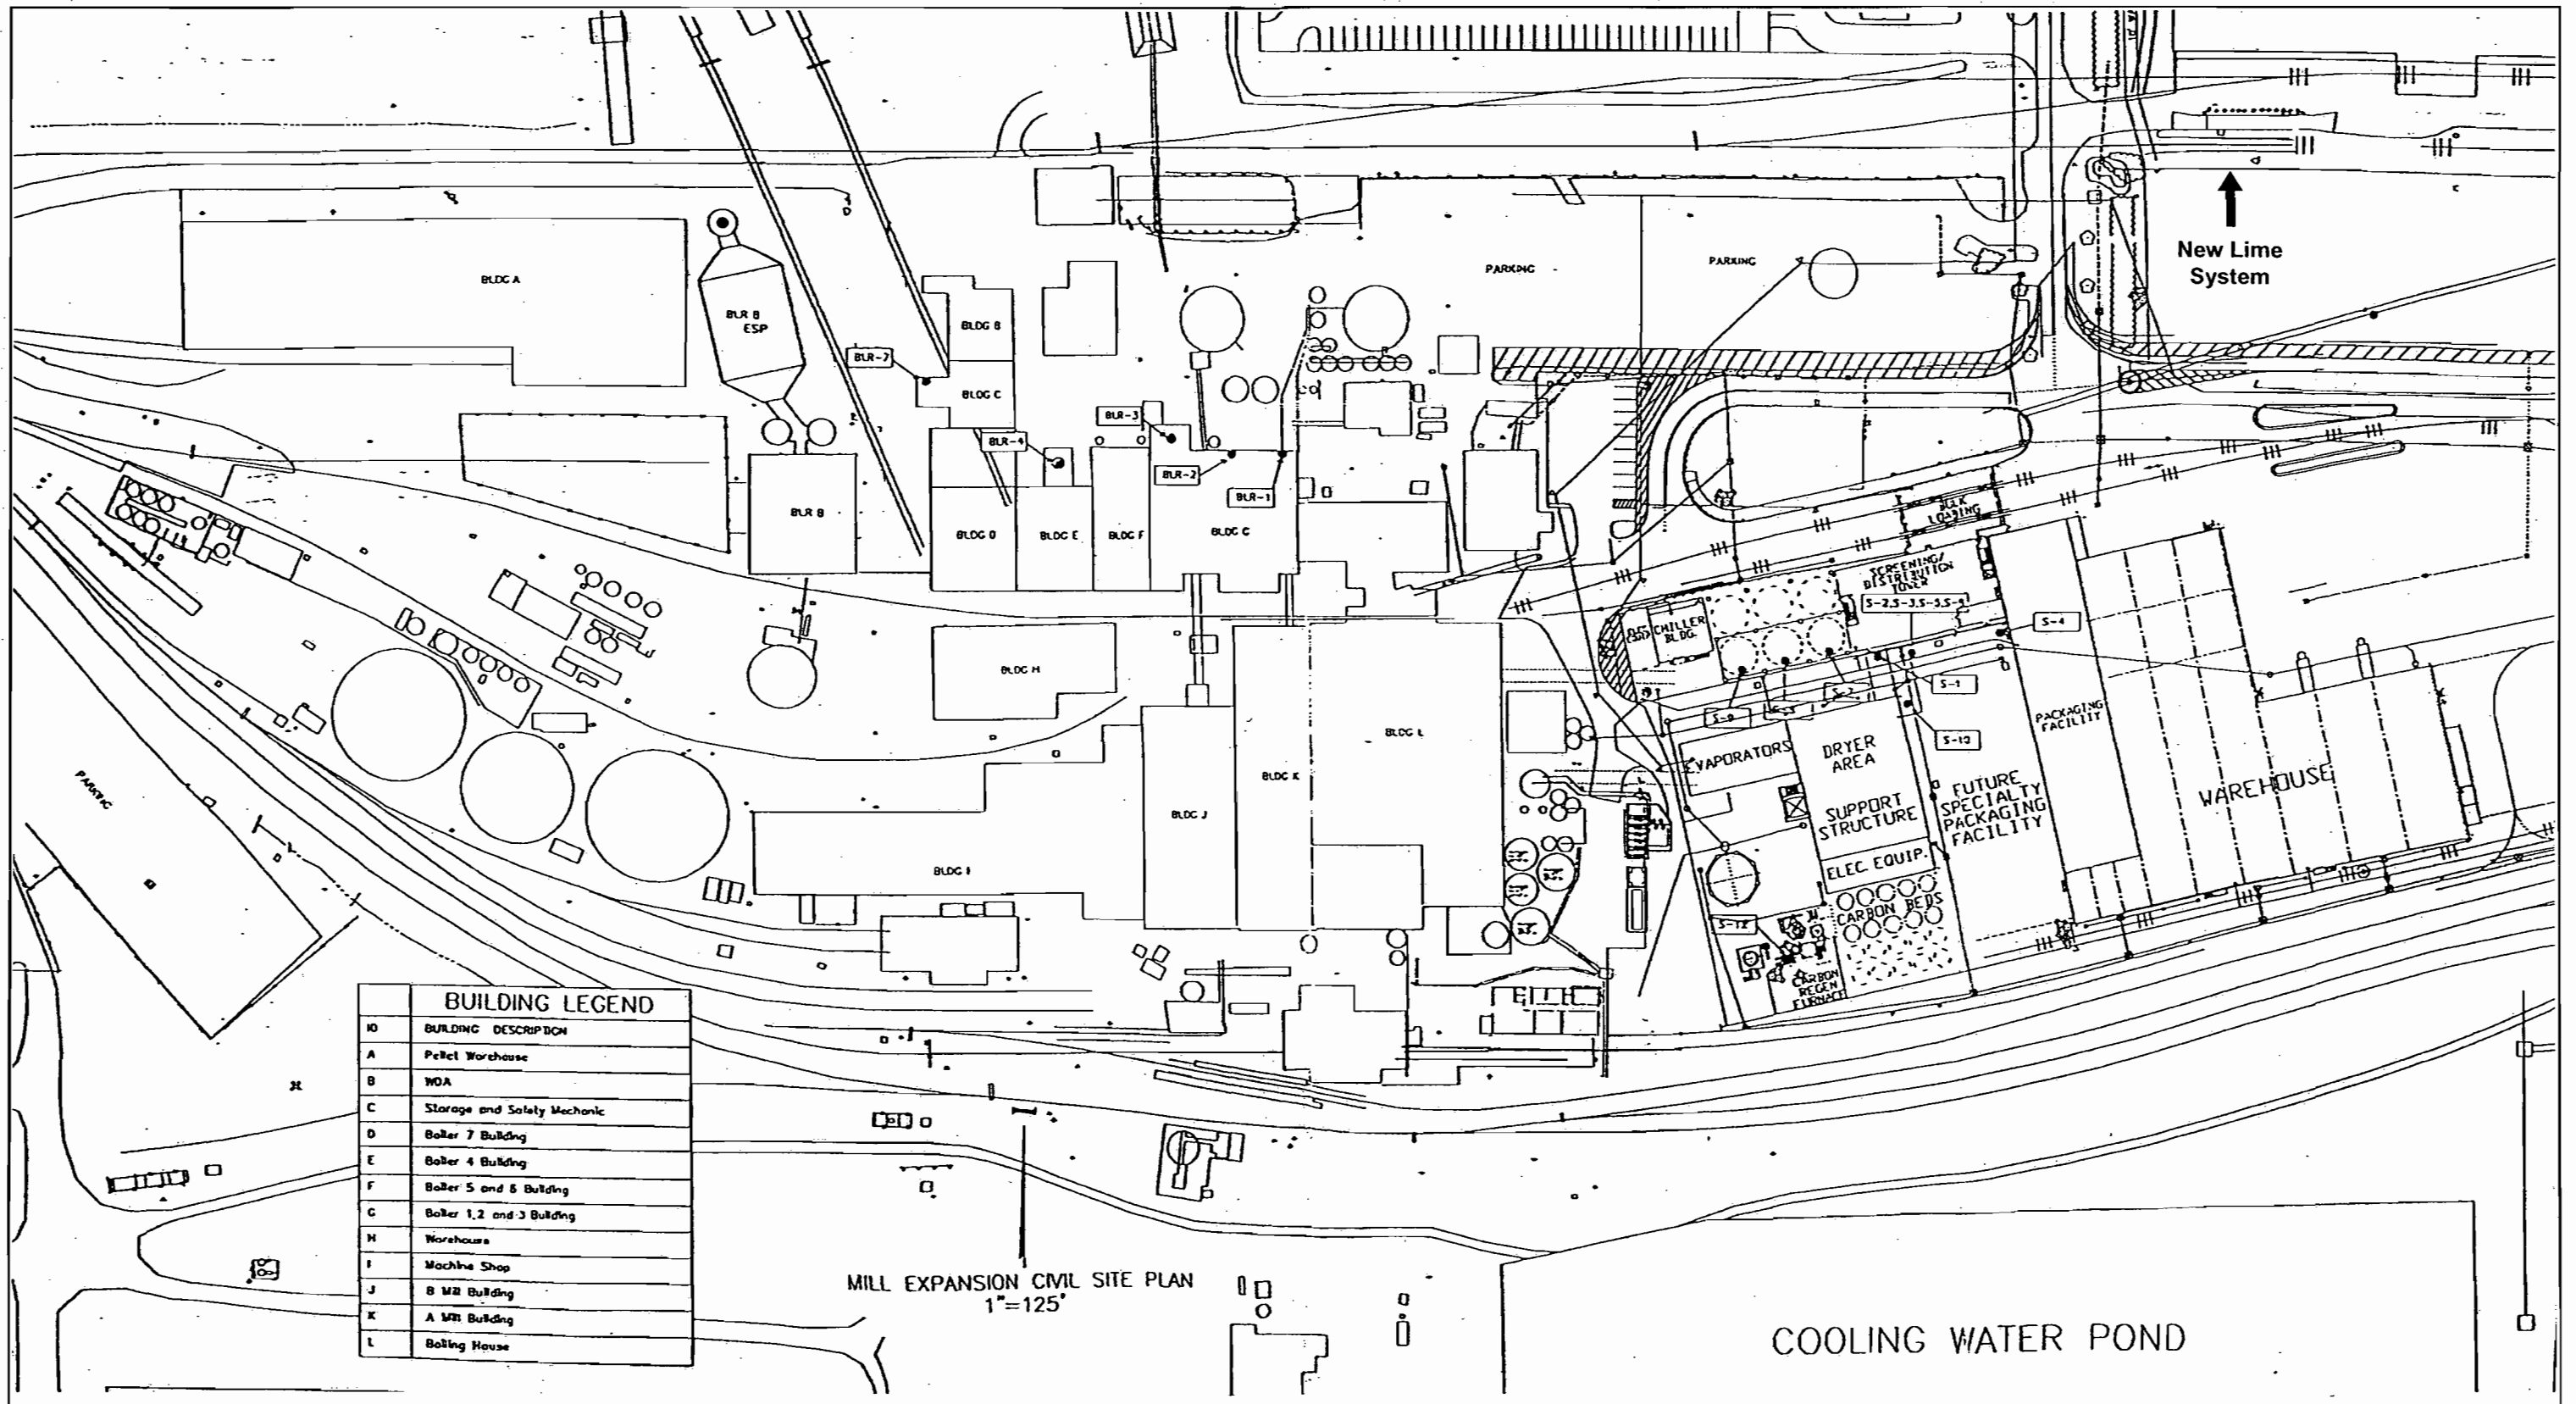 New Lime
System
PARKING
PARKING
BLDG A
BLR 8
ESP
BLDG B
BLR-7
BLDG C
BLR-3
BLR-4
BLR-2
BLR-1
BLR 8
BLDG D
BLDG E
BLDG F
BLDG G
BULK
LOADING
SCREENING/
DISTRIBUTION
TOWER
S-4
CHILLER
BLDG.
BLDG H
S-1
S-10
PACKAGING
FACILITY
BLDG L
BLDG K
BLDG J
BLDG I
PARKING
EVAPORATORS
DRYER
AREA
SUPPORT
STRUCTURE
FUTURE
SPECIALTY
PACKAGING
FACILITY
WAREHOUSE
ELEC. EQUIP.
CARBON BEDS
S-12
CARBON
REGEN
FURNACE
BUILDING LEGEND
ID BUILDING DESCRIPTION
A Pellet Warehouse
B WDA
C Storage and Safety Mechanic
D Boiler 7 Building
E Boiler 4 Building
F Boiler 5 and 6 Building
G Boiler 1,2 and 3 Building
H Warehouse
I Machine Shop
J B Mill Building
K A Mill Building
L Boiling House
MILL EXPANSION CIVIL SITE PLAN
1"=125'
COOLING WATER POND